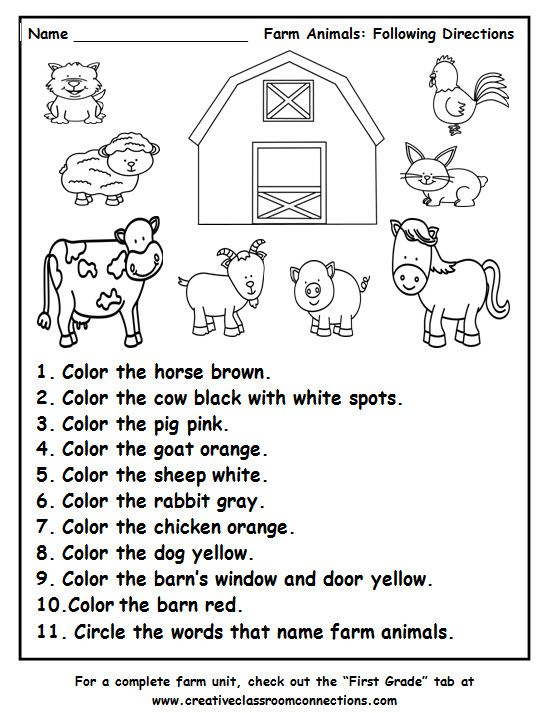 Name ____________________ Farm Animals: Following Directions
1. Color the horse brown.
2. Color the cow black with white spots.
3. Color the pig pink.
4. Color the goat orange.
5. Color the sheep white.
6. Color the rabbit gray.
7. Color the chicken orange.
8. Color the dog yellow.
9. Color the barn's window and door yellow.
10.Color the barn red.
11. Circle the words that name farm animals.
For a complete farm unit, check out the “First Grade” tab at
www.creativeclassroomconnections.com.